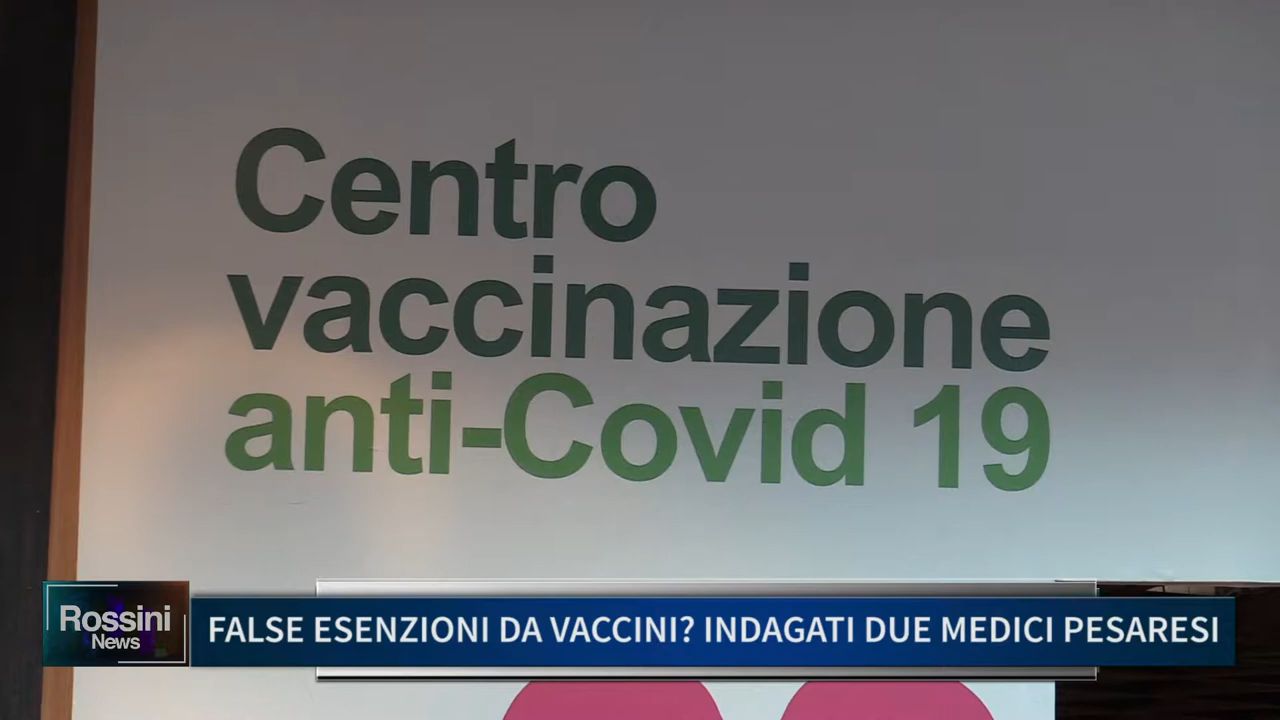 Centro
vaccinazione
anti-Covid 19
Rossini
News
FALSE ESENZIONI DA VACCINI? INDAGATI DUE MEDICI PESARESI